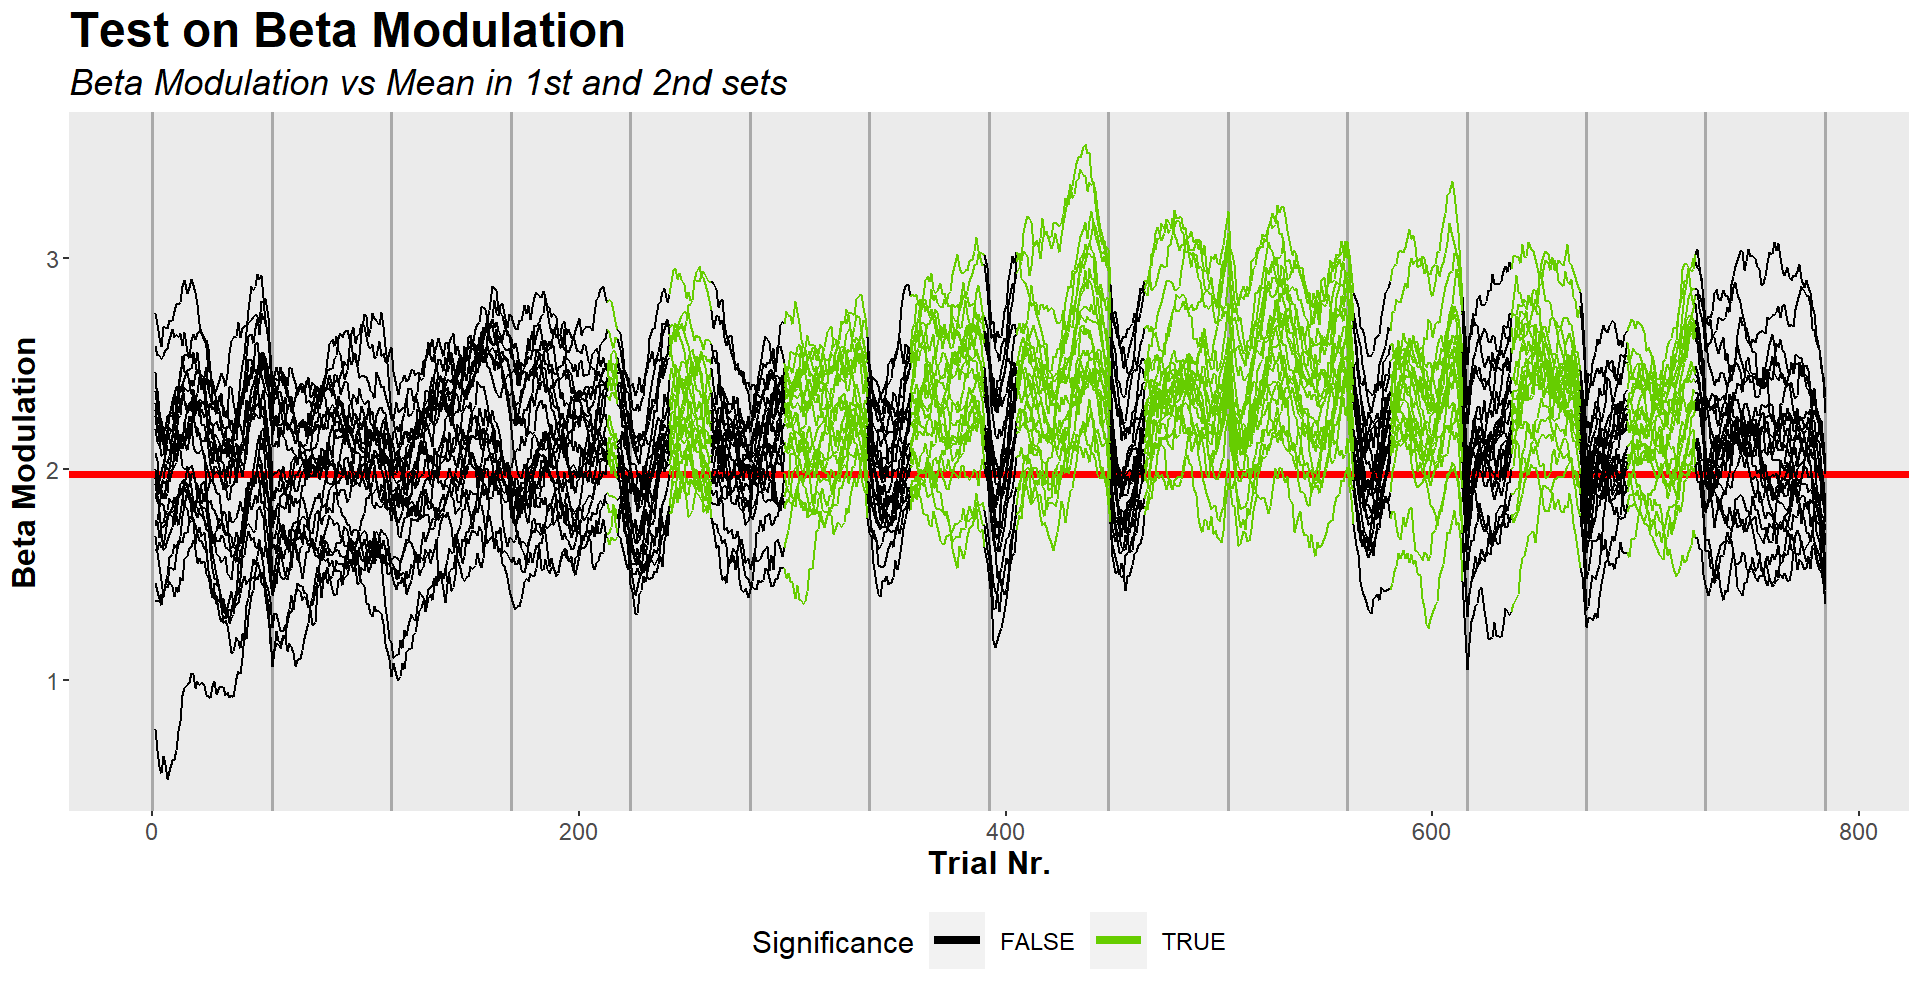 Test on Beta Modulation
Beta Modulation vs Mean in 1st and 2nd sets
Beta Modulation
3
2
1
0
200
400
600
800
Trial Nr.
Significance
FALSE
TRUE